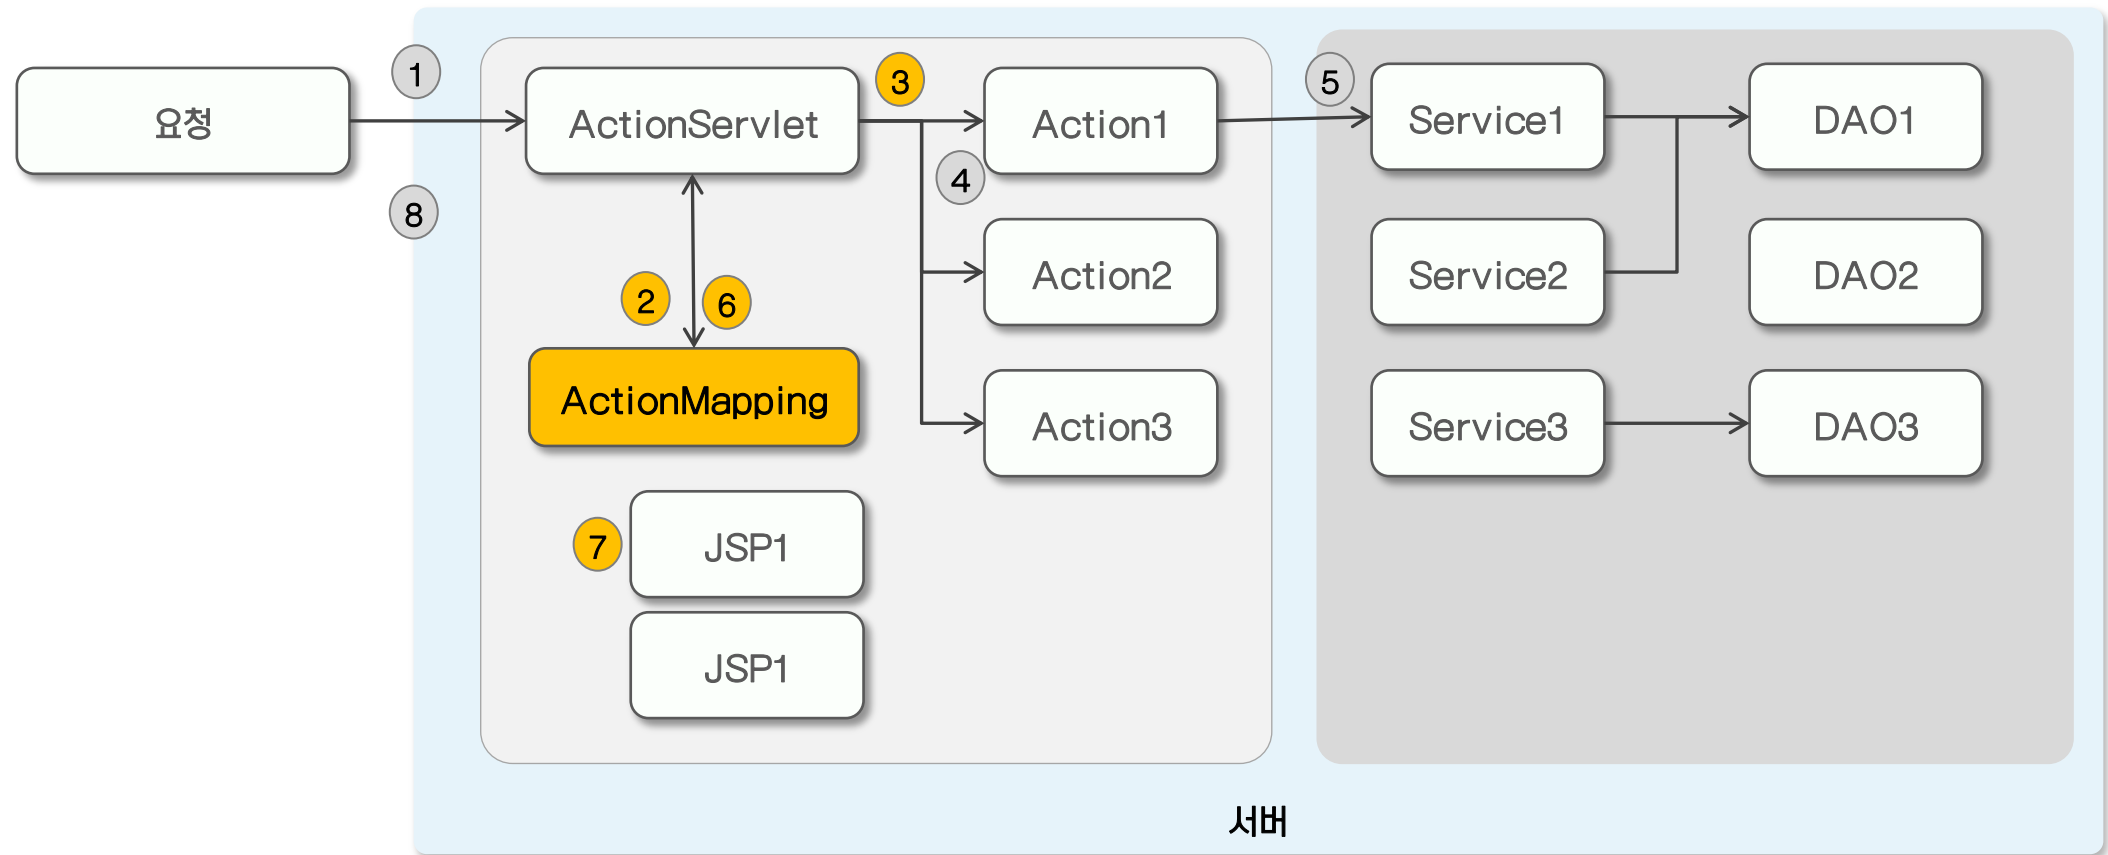 1
3
5
요청
ActionServlet
Action1
Service1
DAO1
4
8
2
6
Action2
Service2
DAO2
ActionMapping
Action3
Service3
DAO3
7
JSP1
JSP1
서버